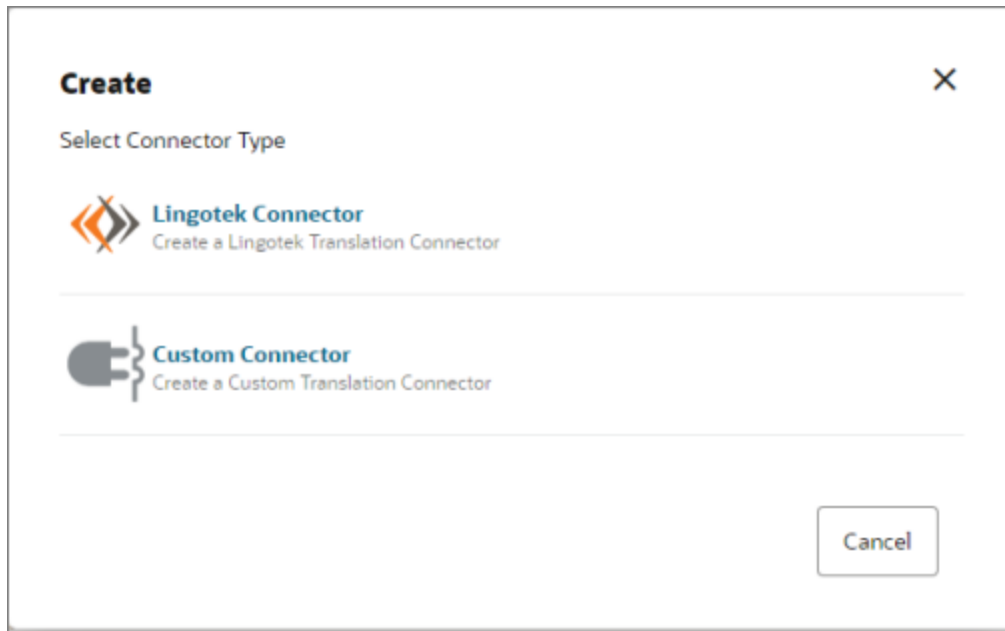 Create
Select Connector Type
Lingotek Connector
Create a Lingotek Translation Connector
Custom Connector
Create a Custom Translation Connector
Cancel